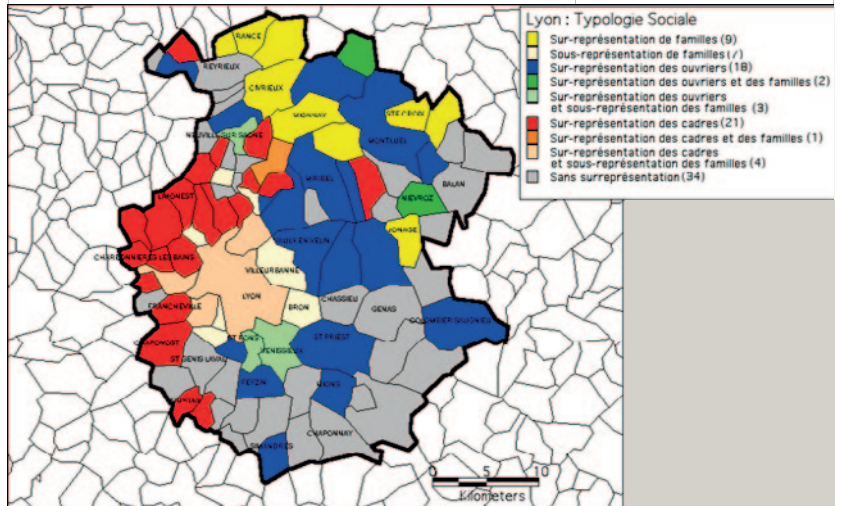 Lyon : Typologie Sociale
Sur-représentation de familles (9)
Sous-représentation de familles (7)
Sur-représentation des ouvriers (18)
Sur-représentation des ouvriers et des familles (2)
Sur-représentation des ouvriers
et sous-représentation des familles (3)
Sur-représentation des cadres (21)
Sur-représentation des cadres et des familles (1)
Sur-représentation des cadres
et sous-représentation des familles (4)
Sans surreprésentation (34)
RANCE
REYRIEUX
CIVRIEUX
MIONNAY
STE CROIX
NEUVILLE SUR SAONE
MONTLUEL
MIRIBEL
BALAN
LIMONEST
NIEVROZ
JONAGE
VAULX EN VELIN
CHARBONNIERES LES BAINS
VILLEURBANNE
LYON
FRANCHEVILLE
BRON
CHASSIEU
GENAS
COLOMBIER SAUGNIEU
CHAPONOST
ST FONS
ST PRIEST
VENISSIEUX
ST GENIS LAVAL
FEYZIN
MIONS
CHAPONNAY
0 5 10
Kilometers